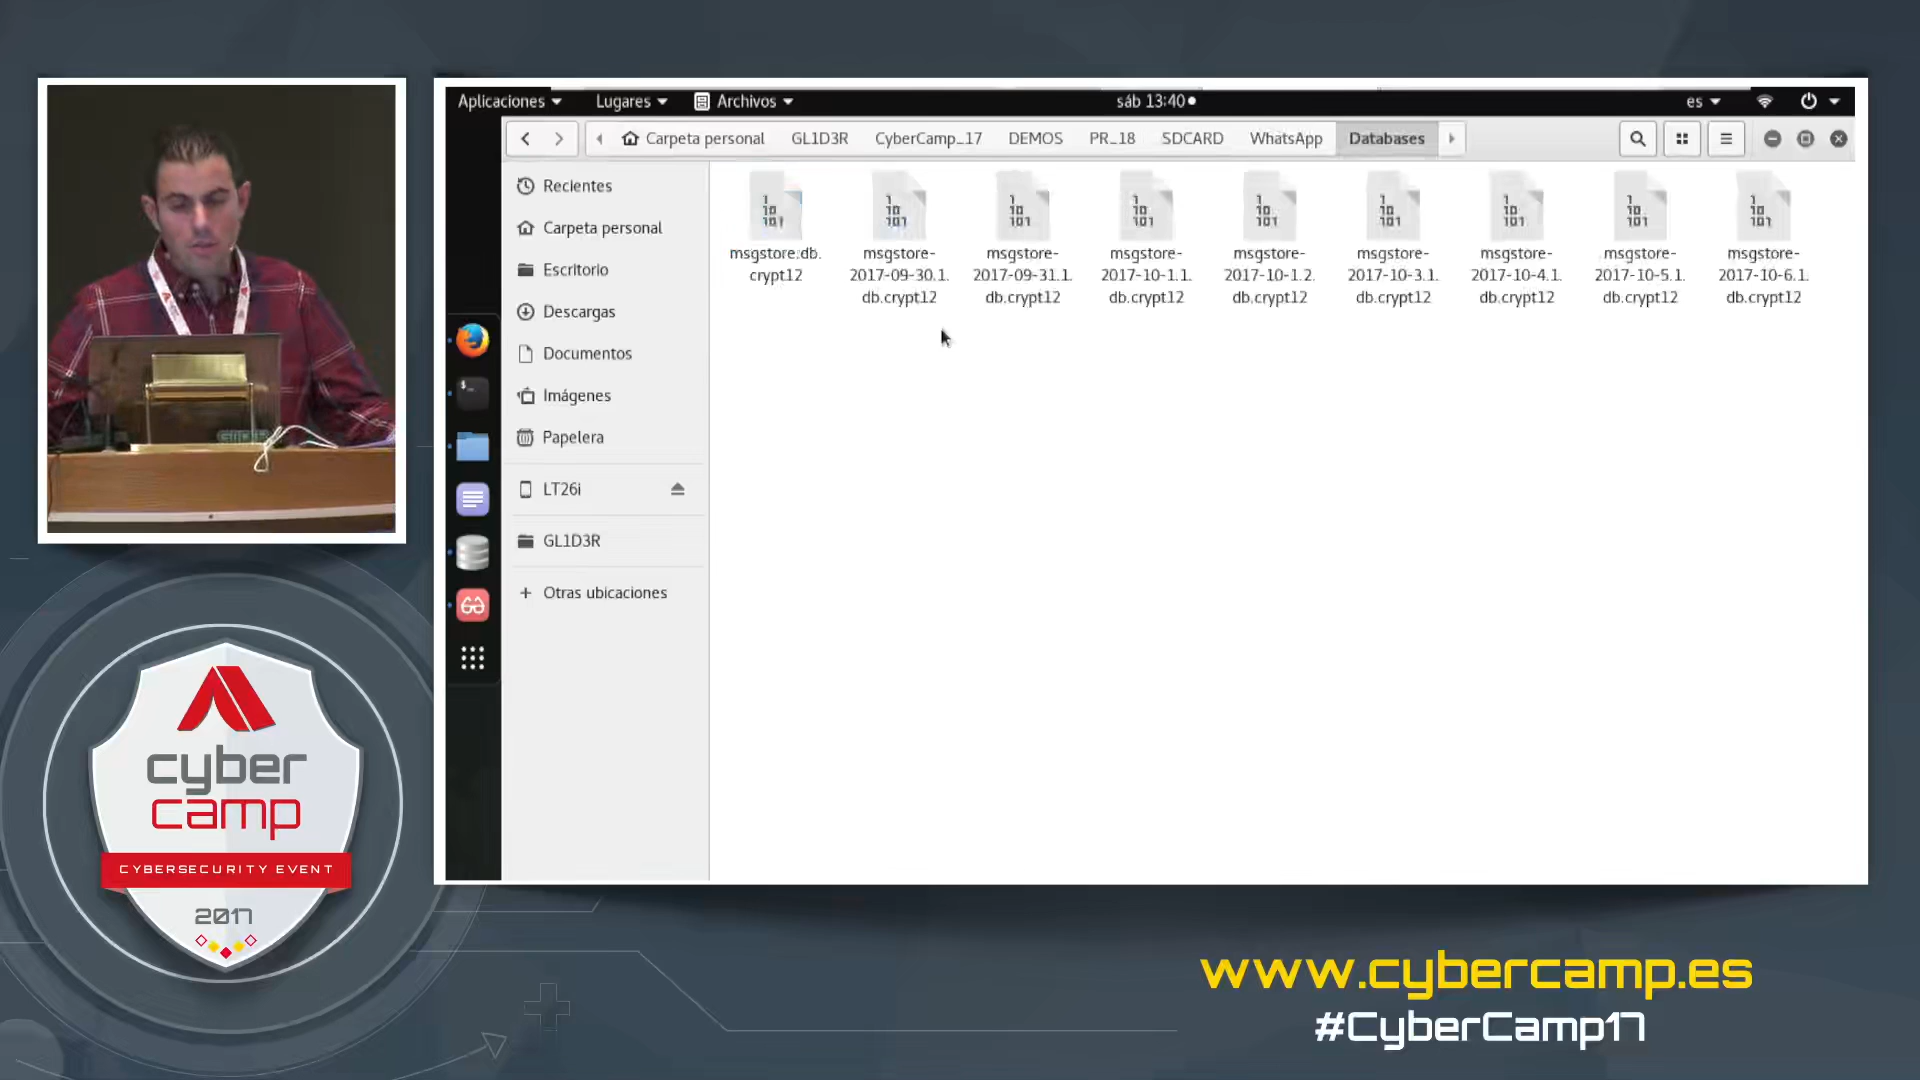 Aplicaciones Lugares Archivos sáb 13:40 es
Carpeta personal GL1D3R CyberCamp_17 DEMOS PR_18 SDCARD WhatsApp Databases
Recientes
Carpeta personal
Escritorio
Descargas
Documentos
Imágenes
Papelera
LT26i
GL1D3R
Otras ubicaciones
msgstore.db.
crypt12
msgstore-
2017-09-30.1.
db.crypt12
msgstore-
2017-09-31.1.
db.crypt12
msgstore-
2017-10-1.1.
db.crypt12
msgstore-
2017-10-1.2.
db.crypt12
msgstore-
2017-10-3.1.
db.crypt12
msgstore-
2017-10-4.1.
db.crypt12
msgstore-
2017-10-5.1.
db.crypt12
msgstore-
2017-10-6.1.
db.crypt12
cyber
camp
CYBERSECURITY EVENT
2017
www.cybercamp.es
#CyberCamp17